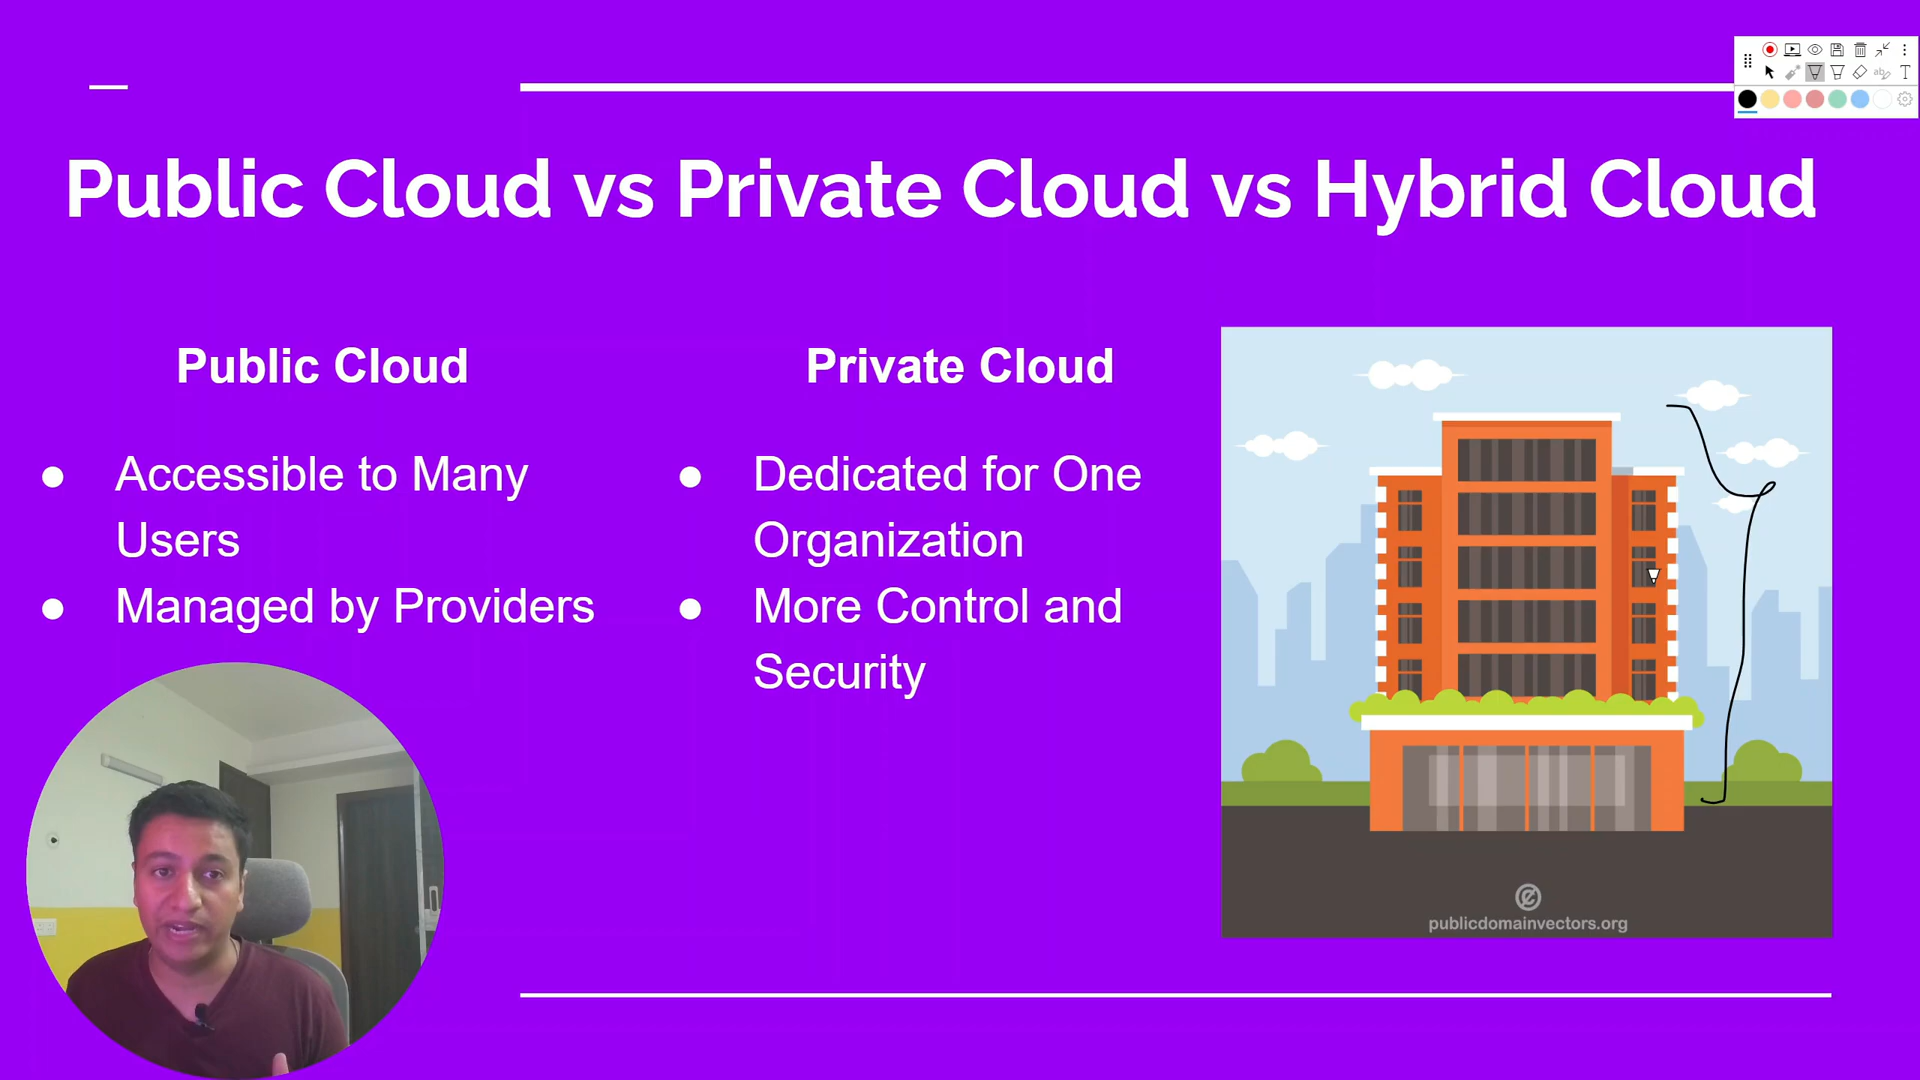 Public Cloud vs Private Cloud vs Hybrid Cloud
Public Cloud
● Accessible to Many
Users
● Managed by Providers
Private Cloud
● Dedicated for One
Organization
● More Control and
Security
publicdomainvectors.org